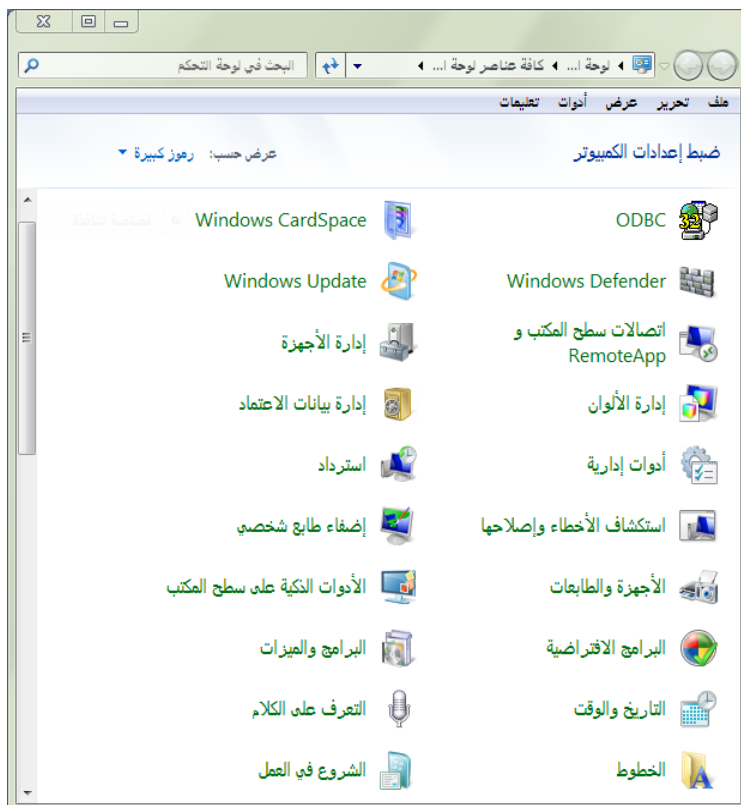 لوحة ا... كافة عناصر لوحة ا...
البحث في لوحة التحكم
ملف تحرير عرض أدوات تعليمات
ضبط إعدادات الكمبيوتر
عرض حسب: رموز كبيرة
ODBC
Windows CardSpace
Windows Defender
Windows Update
اتصالات سطح المكتب و
RemoteApp
إدارة الأجهزة
إدارة الألوان
إدارة بيانات الاعتماد
أدوات إدارية
استرداد
استكشاف الأخطاء وإصلاحها
إضفاء طابع شخصي
الأجهزة والطابعات
الأدوات الذكية على سطح المكتب
البرامج الافتراضية
البرامج والميزات
التاريخ والوقت
التعرف على الكلام
الخطوط
الشروع في العمل